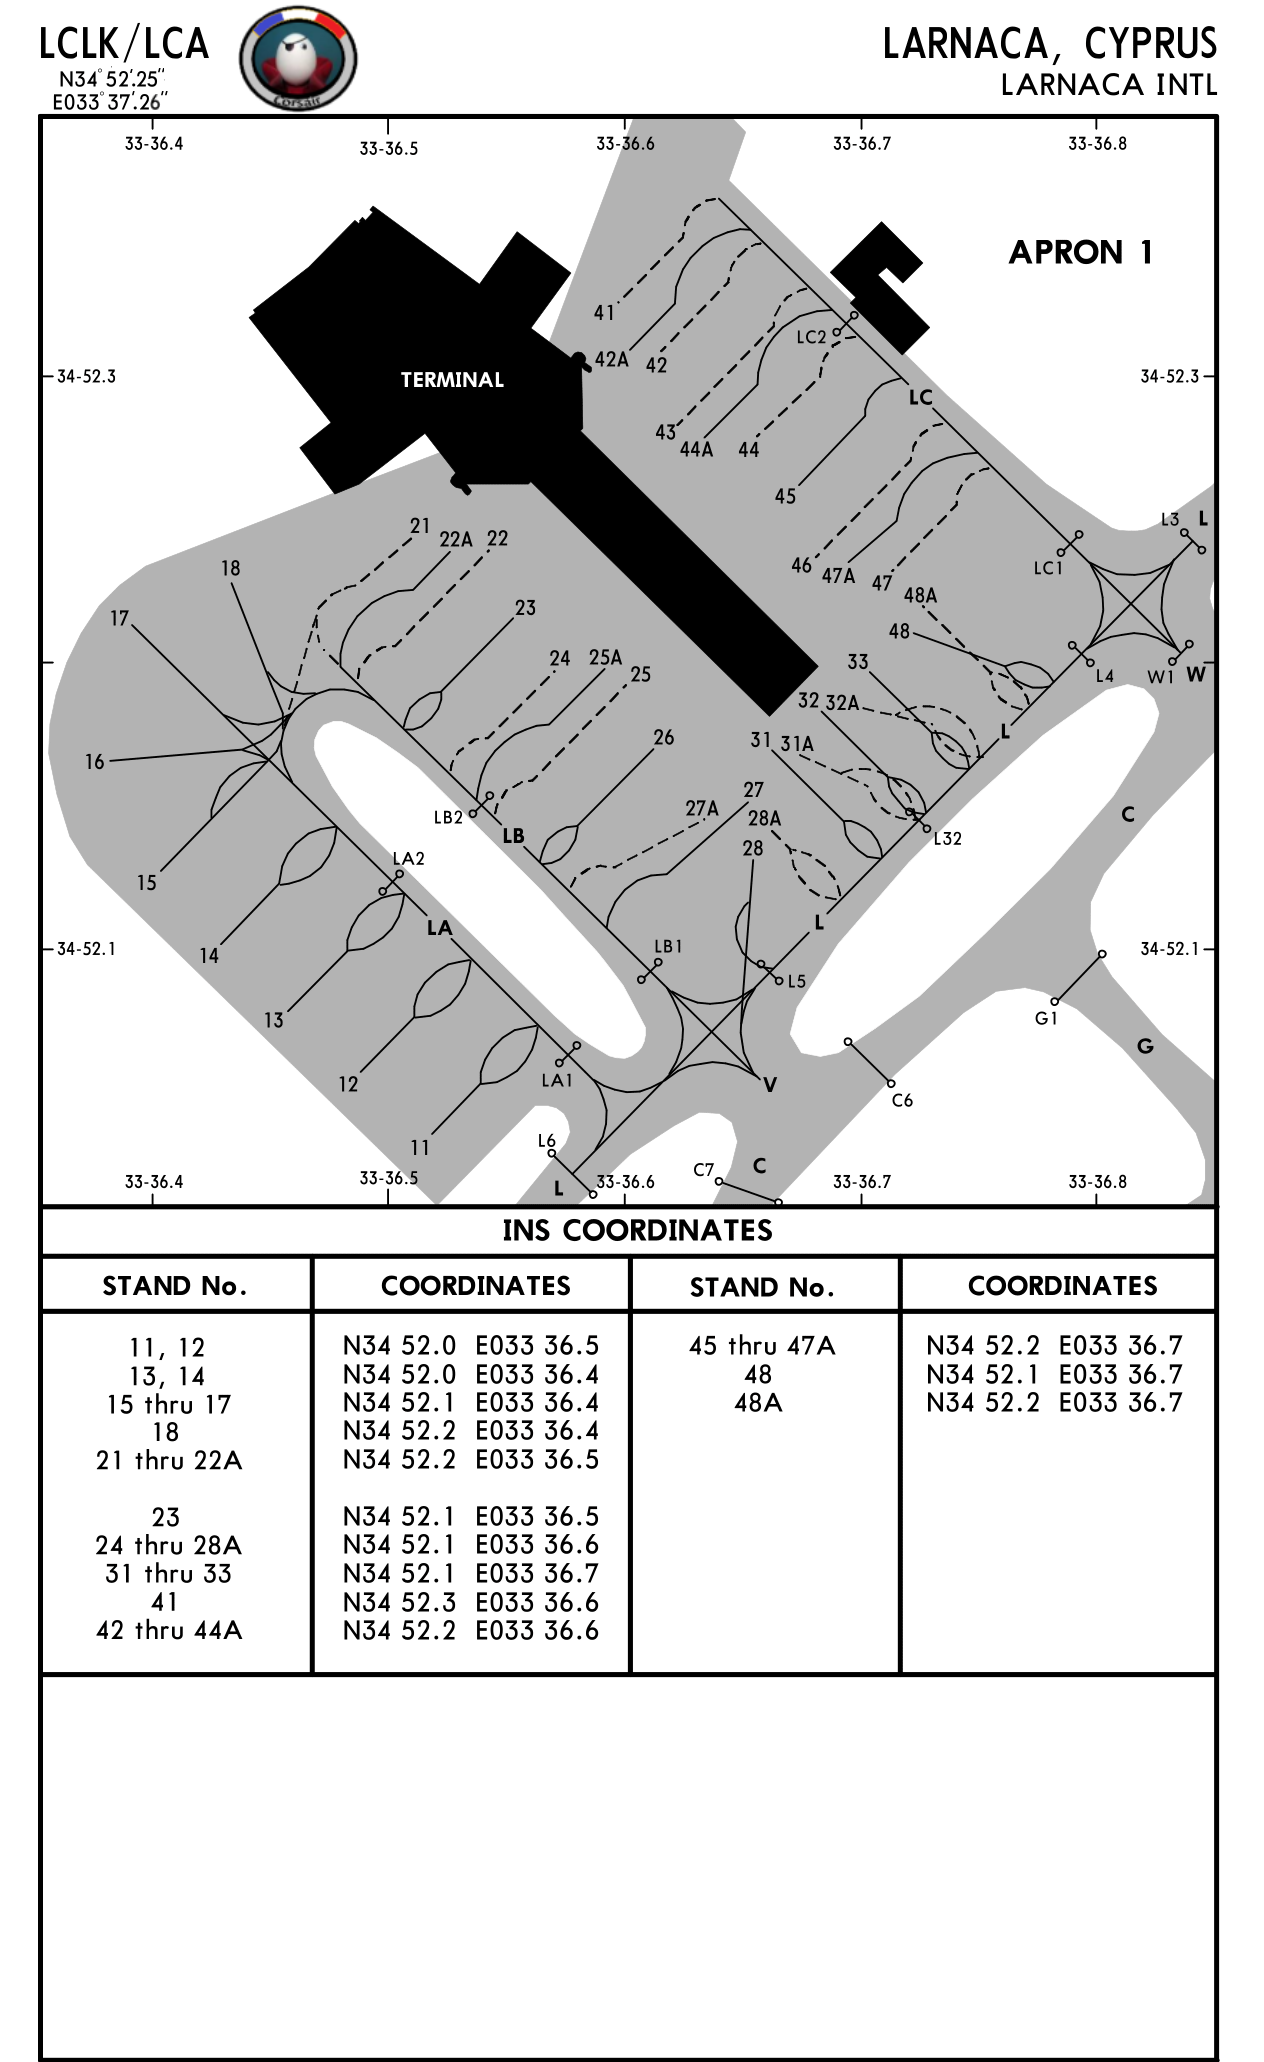 LCLK/LCA
N34°52'.25"
E033°37'.26"
Corsair
LARNACA, CYPRUS
LARNACA INTL
33-36.4
33-36.5
33-36.6
33-36.7
33-36.8
APRON 1
41
42A
42
LC2
34-52.3
TERMINAL
34-52.3
LC
43
44A
44
45
21
22A
22
L3
L
46
47A
47
LC1
18
48A
17
23
48
24
25A
25
33
L4
W1
W
32
32A
16
26
31
31A
L
27
27A
28A
LB2
LB
C
28
L32
LA2
15
LA
L
14
34-52.1
LB1
34-52.1
L5
13
G1
G
12
LA1
V
C6
11
L6
C7
C
L
33-36.4
33-36.5
33-36.6
33-36.7
33-36.8
INS COORDINATES
STAND No.
COORDINATES
STAND No.
COORDINATES
11, 12 N34 52.0 E033 36.5 45 thru 47A N34 52.2 E033 36.7
13, 14 N34 52.0 E033 36.4 48 N34 52.1 E033 36.7
15 thru 17 N34 52.1 E033 36.4 48A N34 52.2 E033 36.7
18 N34 52.2 E033 36.4
21 thru 22A N34 52.2 E033 36.5
23 N34 52.1 E033 36.5
24 thru 28A N34 52.1 E033 36.6
31 thru 33 N34 52.1 E033 36.7
41 N34 52.3 E033 36.6
42 thru 44A N34 52.2 E033 36.6